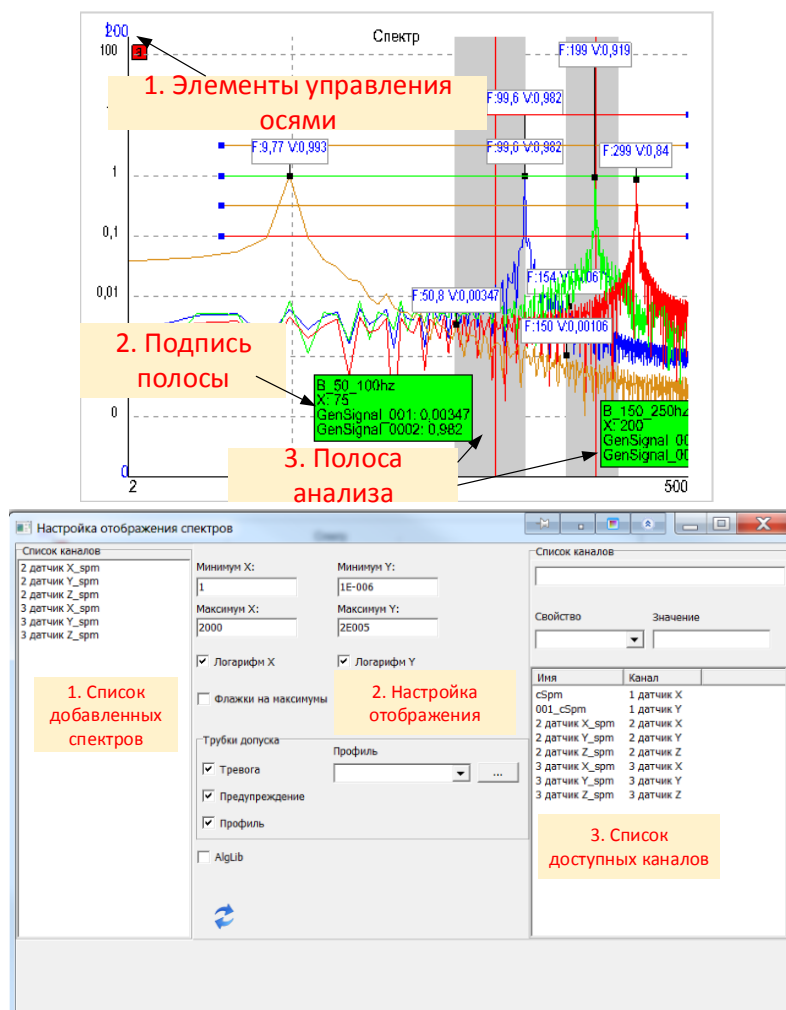 200
Спектр
F:199 V:0,919
100
1. Элементы управления
осями
F:99,6 V:0,982
F:9,77 V:0,993
F:99,6 V:0,982
F:299 V:0,84
1
0,1
0,01
F:50,8 V:0,00347
F:150 V:0,00106
2. Подпись
полосы
B_50_100hz
X: 75
GenSignal_001: 0,00347
GenSignal_0002: 0,982
B_150_250hz
X: 200
GenSignal_00
GenSignal_00
0
3. Полоса
анализа
0
2
500
Настройка отображения спектров
Список каналов
2 датчик X_spm
2 датчик Y_spm
2 датчик Z_spm
3 датчик X_spm
3 датчик Y_spm
3 датчик Z_spm
1. Список
добавленных
спектров
Минимум X:
Минимум Y:
1
1E-006
Максимум X:
Максимум Y:
2000
2E005
Логарифм X
Логарифм Y
Флажки на максимумы
2. Настройка
отображения
Трубки допуска
Профиль
Тревога
...
Предупреждение
Профиль
AlgLib
Список каналов
Свойство
Значение
Имя
Канал
cSpm
1 датчик X
001_cSpm
1 датчик Y
2 датчик X_spm
2 датчик X
2 датчик Y_spm
2 датчик Y
2 датчик Z_spm
2 датчик Z
3 датчик X_spm
3 датчик X
3 датчик Y_spm
3 датчик Y
3 датчик Z_spm
3 датчик Z
3. Список
доступных каналов